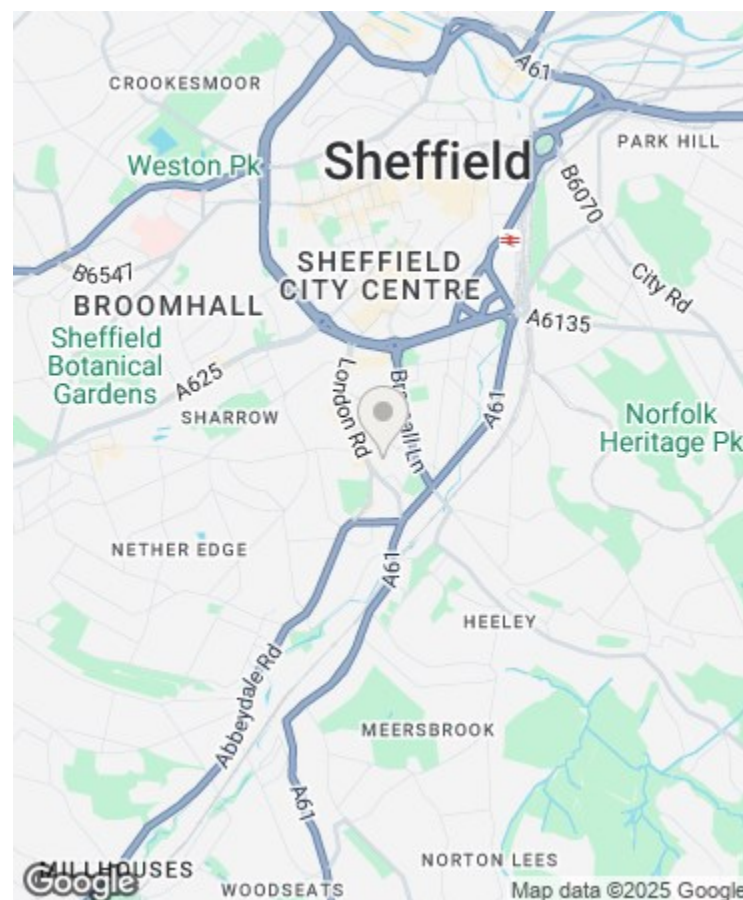 A61
CROOKESMOOR
PARK HILL
Weston Pk
Sheffield
B6070
SHEFFIELD
CITY CENTRE
City Rd
B6547
BROOMHALL
A6135
Sheffield
Botanical
Gardens
A625
London Rd
A61
SHARROW
Norfolk
Heritage Pk
Ln
NETHER EDGE
A61
HEELEY
Abbeydale Rd
MEERSBROOK
A61
MILLHOUSES
NORTON LEES
Google
WOODSEATS
Map data ©2025 Google